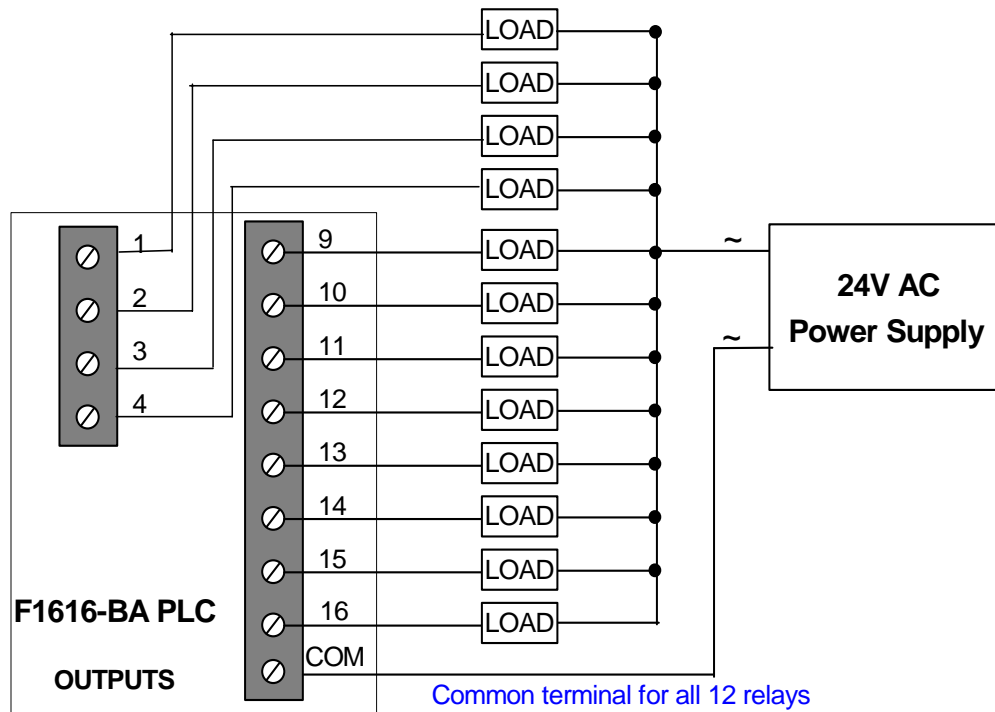 LOAD
LOAD
LOAD
LOAD
1
2
3
4
9 LOAD
10 LOAD
11 LOAD
12 LOAD
13 LOAD
14 LOAD
15 LOAD
16 LOAD
COM
~
~
24V AC
Power Supply
F1616-BA PLC
OUTPUTS
Common terminal for all 12 relays